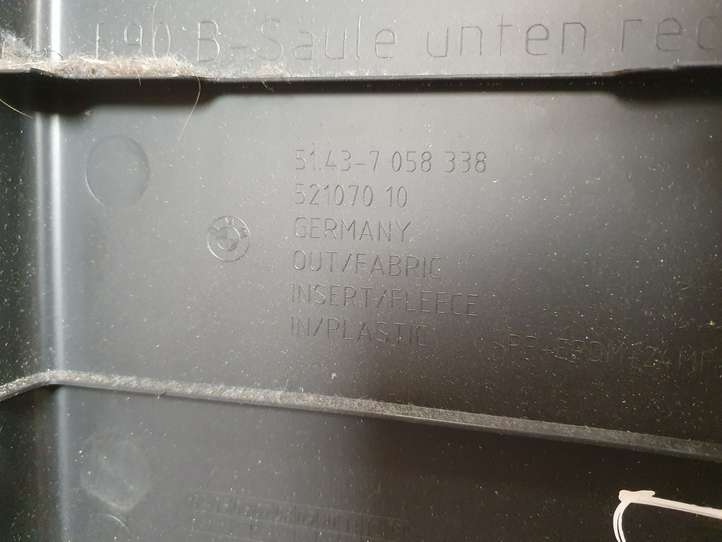 E90 B-Säule unten rec
51.43-7 058 338
521070 10
GERMANY
OUT/FABRIC
INSERT/FLEECE
IN/PLASTIC